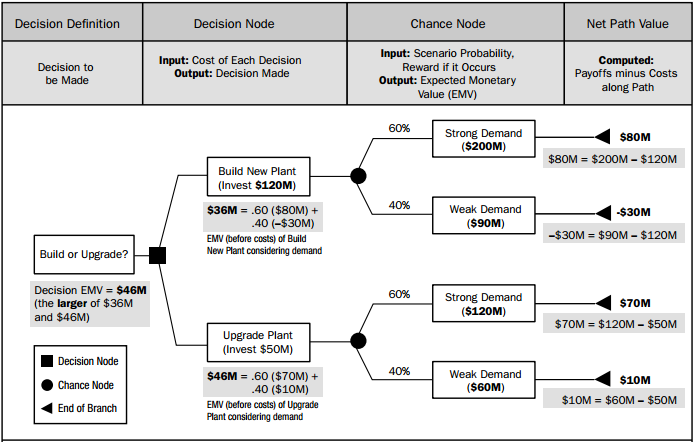 Decision Definition
Decision Node
Chance Node
Net Path Value
Decision to
be Made
Input: Cost of Each Decision
Output: Decision Made
Input: Scenario Probability,
Reward if it Occurs
Output: Expected Monetary
Value (EMV)
Computed:
Payoffs minus Costs
along Path
Build or Upgrade?
Decision EMV = $46M
(the larger of $36M
and $46M)
Build New Plant
(Invest $120M)
$36M = .60 ($80M) +
.40 (–$30M)
EMV (before costs) of Build
New Plant considering demand
60%
Strong Demand
($200M)
$80M
$80M = $200M – $120M
40%
Weak Demand
($90M)
-$30M
–$30M = $90M – $120M
Upgrade Plant
(Invest $50M)
$46M = .60 ($70M) +
.40 ($10M)
EMV (before costs) of Upgrade
Plant considering demand
60%
Strong Demand
($120M)
$70M
$70M = $120M – $50M
40%
Weak Demand
($60M)
$10M
$10M = $60M – $50M
Decision Node
Chance Node
End of Branch